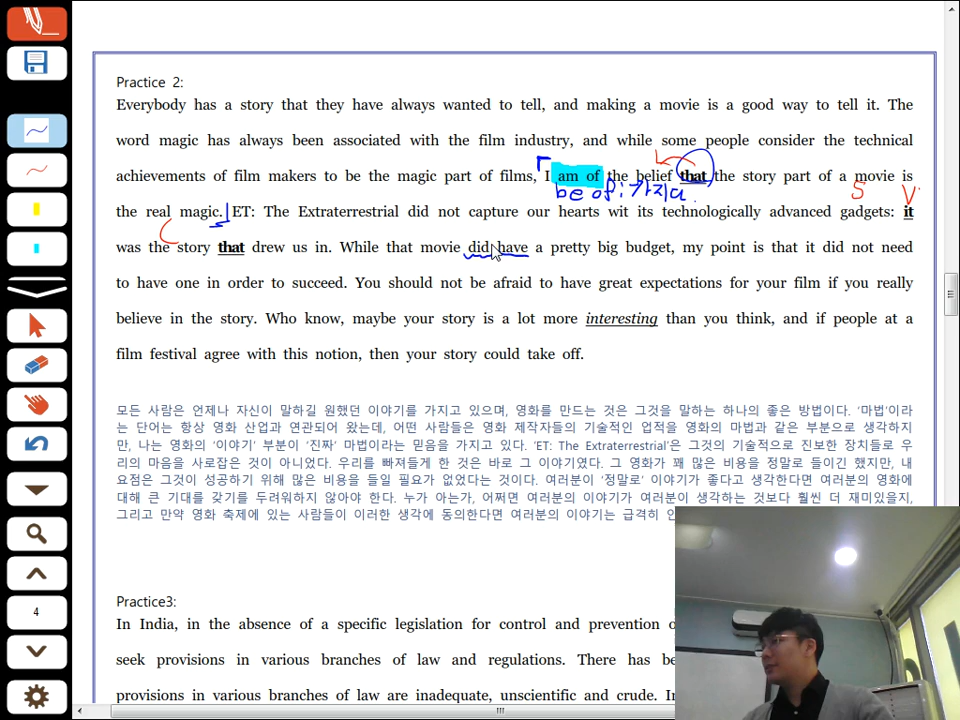 Practice 2:
Everybody has a story that they have always wanted to tell, and making a movie is a good way to tell it. The
word magic has always been associated with the film industry, and while some people consider the technical
achievements of film makers to be the magic part of films, I am of the belief that the story part of a movie is
be of : 가지다.
S V
the real magic. ET: The Extraterrestrial did not capture our hearts wit its technologically advanced gadgets: it
was the story that drew us in. While that movie did have a pretty big budget, my point is that it did not need
to have one in order to succeed. You should not be afraid to have great expectations for your film if you really
believe in the story. Who know, maybe your story is a lot more interesting than you think, and if people at a
film festival agree with this notion, then your story could take off.
모든 사람은 언제나 자신이 말하길 원했던 이야기를 가지고 있으며, 영화를 만드는 것은 그것을 말하는 하나의 좋은 방법이다. '마법'이라
는 단어는 항상 영화 산업과 연관되어 왔는데, 어떤 사람들은 영화 제작자들의 기술적인 업적을 영화의 마법과 같은 부분으로 생각하지
만, 나는 영화의 '이야기' 부분이 '진짜' 마법이라는 믿음을 가지고 있다. 'ET: The Extraterrestrial'은 그것의 기술적으로 진보한 장치들로 우
리의 마음을 사로잡은 것이 아니었다. 우리를 빠져들게 한 것은 바로 그 이야기였다. 그 영화가 꽤 많은 비용을 정말로 들이긴 했지만, 내
요점은 그것이 성공하기 위해 많은 비용을 들일 필요가 없었다는 것이다. 여러분이 '정말로' 이야기가 좋다고 생각한다면 여러분의 영화에
대해 큰 기대를 갖기를 두려워하지 않아야 한다. 누가 아는가, 어쩌면 여러분의 이야기가 여러분이 생각하는 것보다 훨씬 더 재미있을지,
그리고 만약 영화 축제에 있는 사람들이 이러한 생각에 동의한다면 여러분의 이야기는 급격히
Practice3:
In India, in the absence of a specific legislation for control and prevention
seek provisions in various branches of law and regulations. There has
provisions in various branches of law are inadequate, unscientific and crude.
4